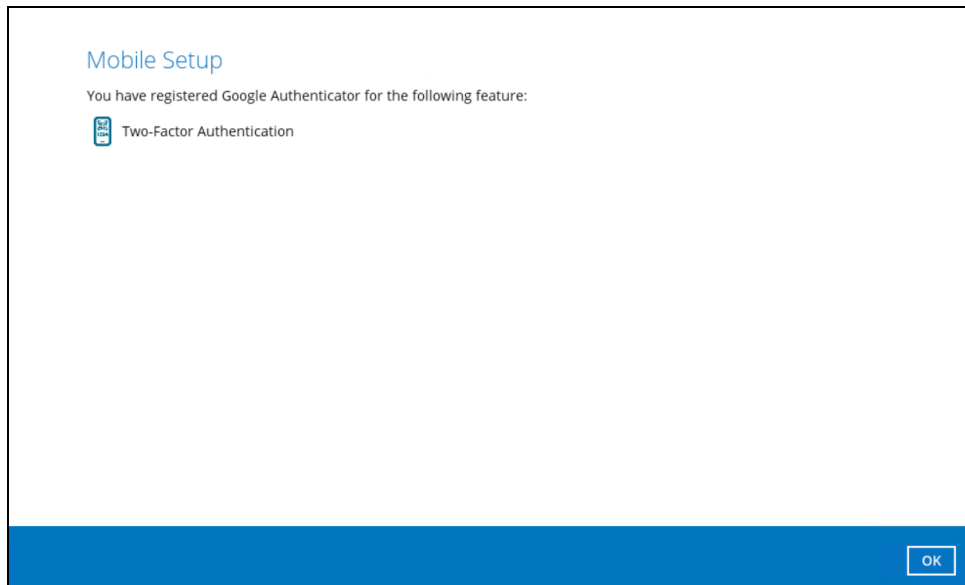 Mobile Setup
You have registered Google Authenticator for the following feature:
Two-Factor Authentication
OK